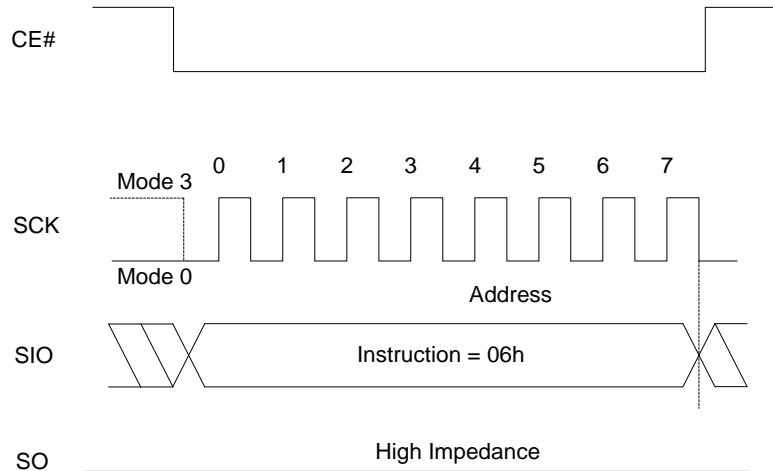 CE#
0 1 2 3 4 5 6 7
Mode 3
SCK
Mode 0
Address
SIO
Instruction = 06h
High Impedance
SO